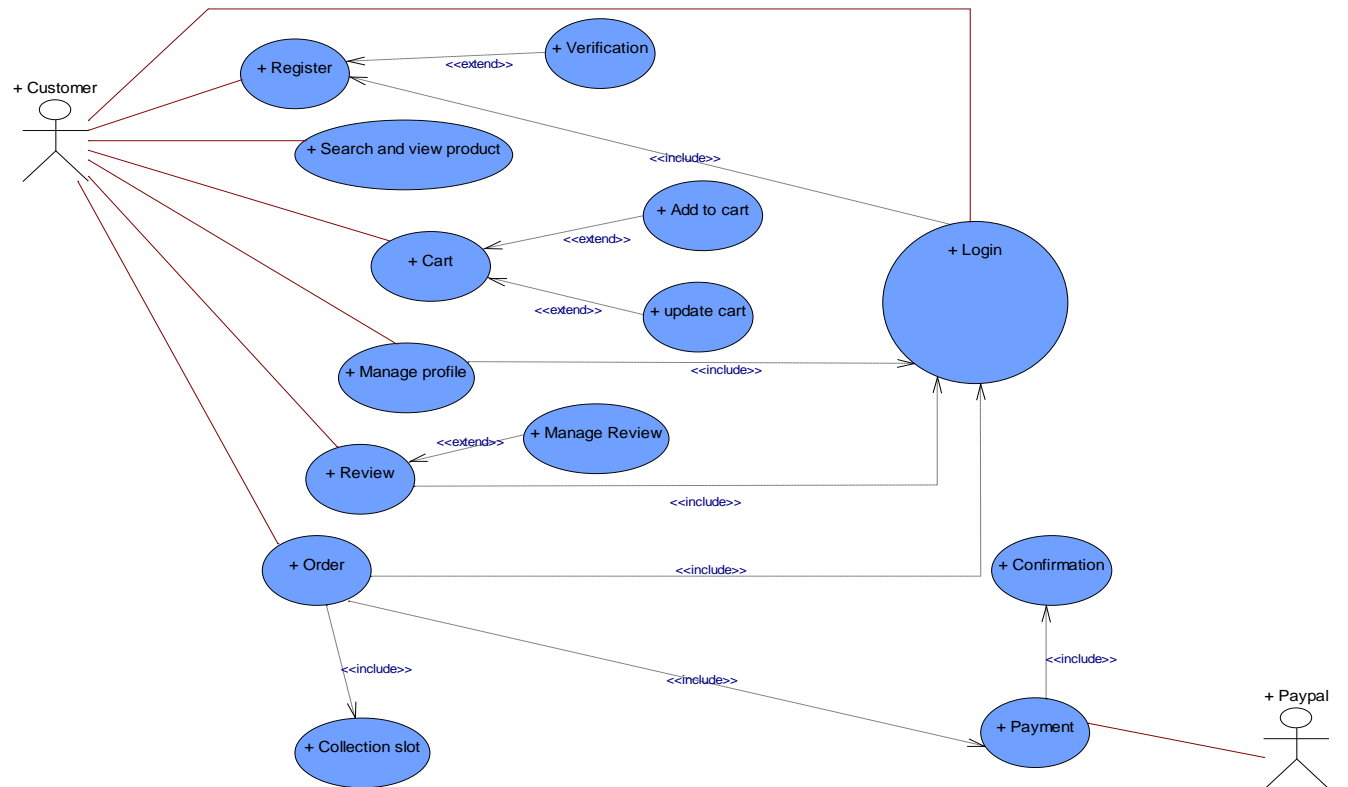 + Verification
<<extend>>
+ Register
+ Customer
+ Search and view product
<<include>>
+ Add to cart
<<extend>>
+ Login
+ Cart
<<extend>>
+ update cart
+ Manage profile
<<include>>
+ Manage Review
<<extend>>
+ Review
<<include>>
+ Order
<<include>>
+ Confirmation
<<include>>
<<include>>
<<include>>
+ Paypal
+ Payment
+ Collection slot